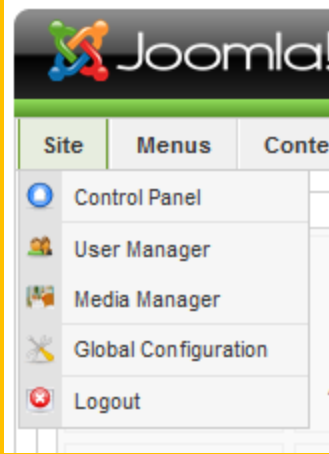 Joomla!
Site Menus Conte
Control Panel
User Manager
Media Manager
Global Configuration
Logout